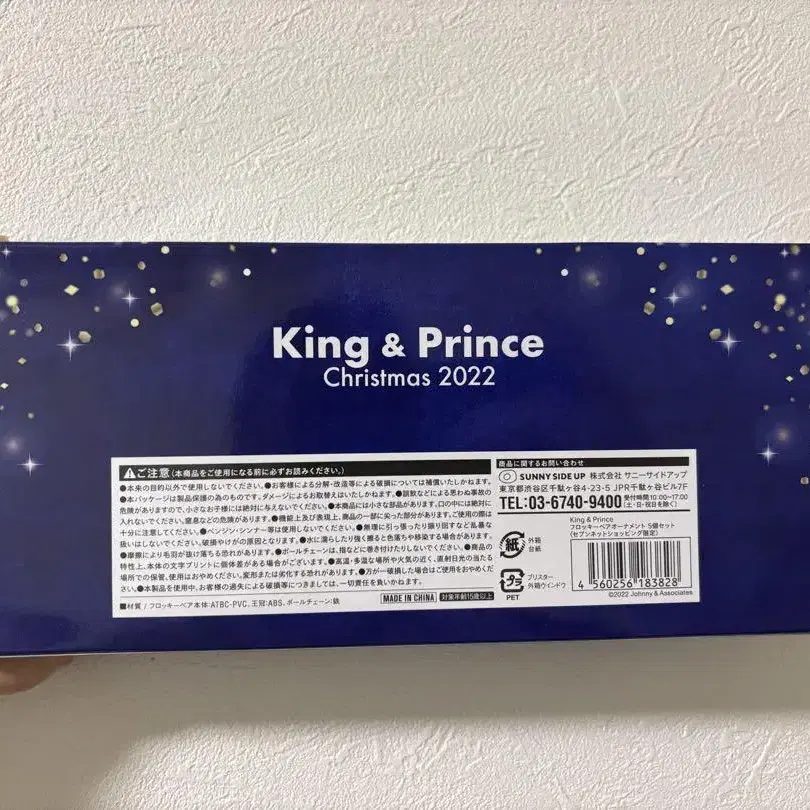 King & Prince
Christmas 2022
ご注意(本商品をご使用になる前に必ずお読みください。)
●本来の目的以外で使用しないでください。●お客様による分解・改造等による破損については補償いたしかねます。
●本パッケージは製品保護の為のものです。ダメージによるお取替えはいたしかねます。●誤飲などによる思わぬ事故の
危険がありますので、小さなお子様には絶対に与えないでください。●本商品には小さな部品があります。口の中には絶対に
入れないでください。窒息などの危険があります。●機能上及び表現上、商品の一部に尖った部分があります。ご使用の際は
十分に注意してください。●ベンジンシンナー等は使用しないでください。●無理に引っ張ったり振り回すなど乱暴な
扱いはしないでください。破損やけがの原因となります。●水に濡らしたり強く擦ると色落ちや移染する場合があります。
●摩擦により毛羽が抜け落ちる恐れがあります。●ボールチェーンは、指などに巻き付けたりしないでください。●商品の
特性上、本体の文字プリントに個体差がある場合がございます。●高温・多湿な場所や火気の近く、直射日光の当たる
場所での保管、使用はおやめください。変形または劣化する恐れがあります。●万が一破損した場合はご使用をおやめくだ
さい。●本製品を使用中、お客様の過失による破損等につきましては、一切責任を負いかねます。
■材質 / フロッキーベア本体:ATBC-PVC、王冠:ABS、ボールチェーン:鉄
MADE IN CHINA
対象年齢15歳以上
商品に関するお問い合わせ
SUNNY SIDE UP 株式会社 サニーサイドアップ
東京都渋谷区千駄ヶ谷4-23-5 JPR千駄ヶ谷ビル7F
TEL:03-6740-9400 受付時間10:00~17:00
(土・日・祝日は除く)
紙
外箱
台紙
プラ
PET
ブリスター
外箱ウインドウ
King & Prince
フロッキーベアオーナメント 5個セット
(セブンネットショッピング限定)
4 560256 183828
©2022 Johnny & Associates